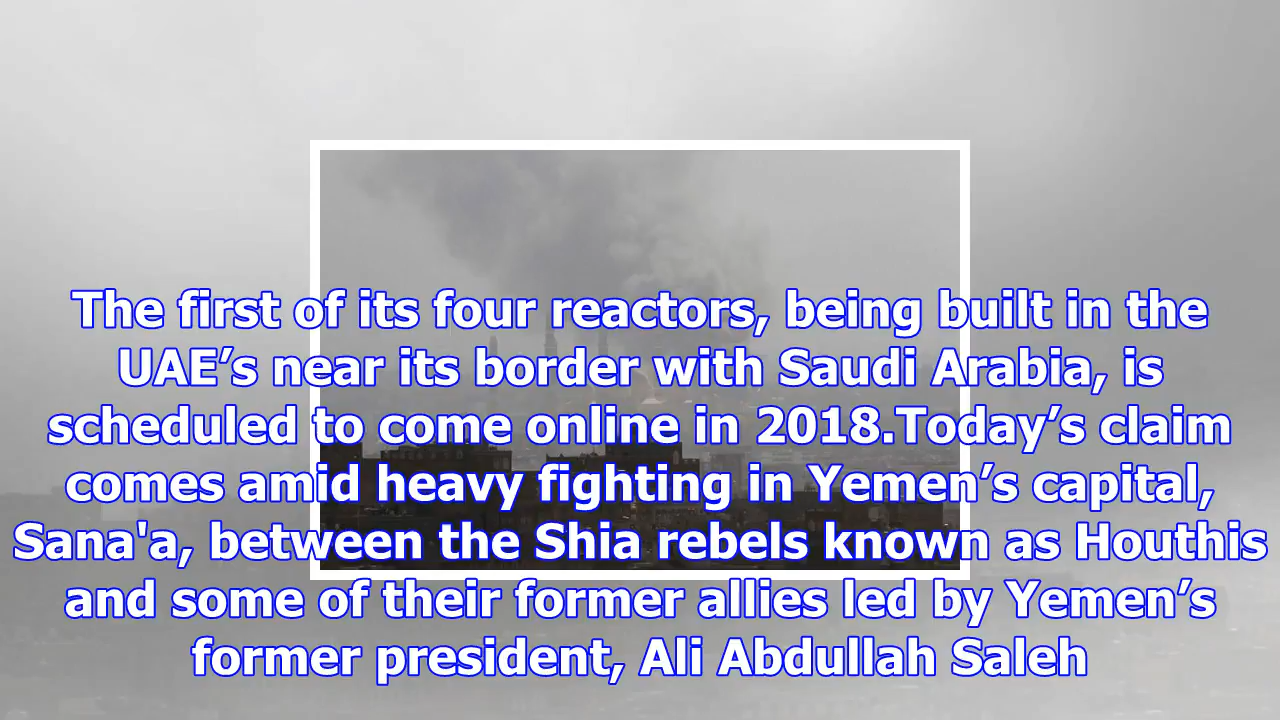 The first of its four reactors, being built in the
UAE’s near its border with Saudi Arabia, is
scheduled to come online in 2018.Today’s claim
comes amid heavy fighting in Yemen’s capital,
Sana'a, between the Shia rebels known as Houthis
and some of their former allies led by Yemen’s
former president, Ali Abdullah Saleh